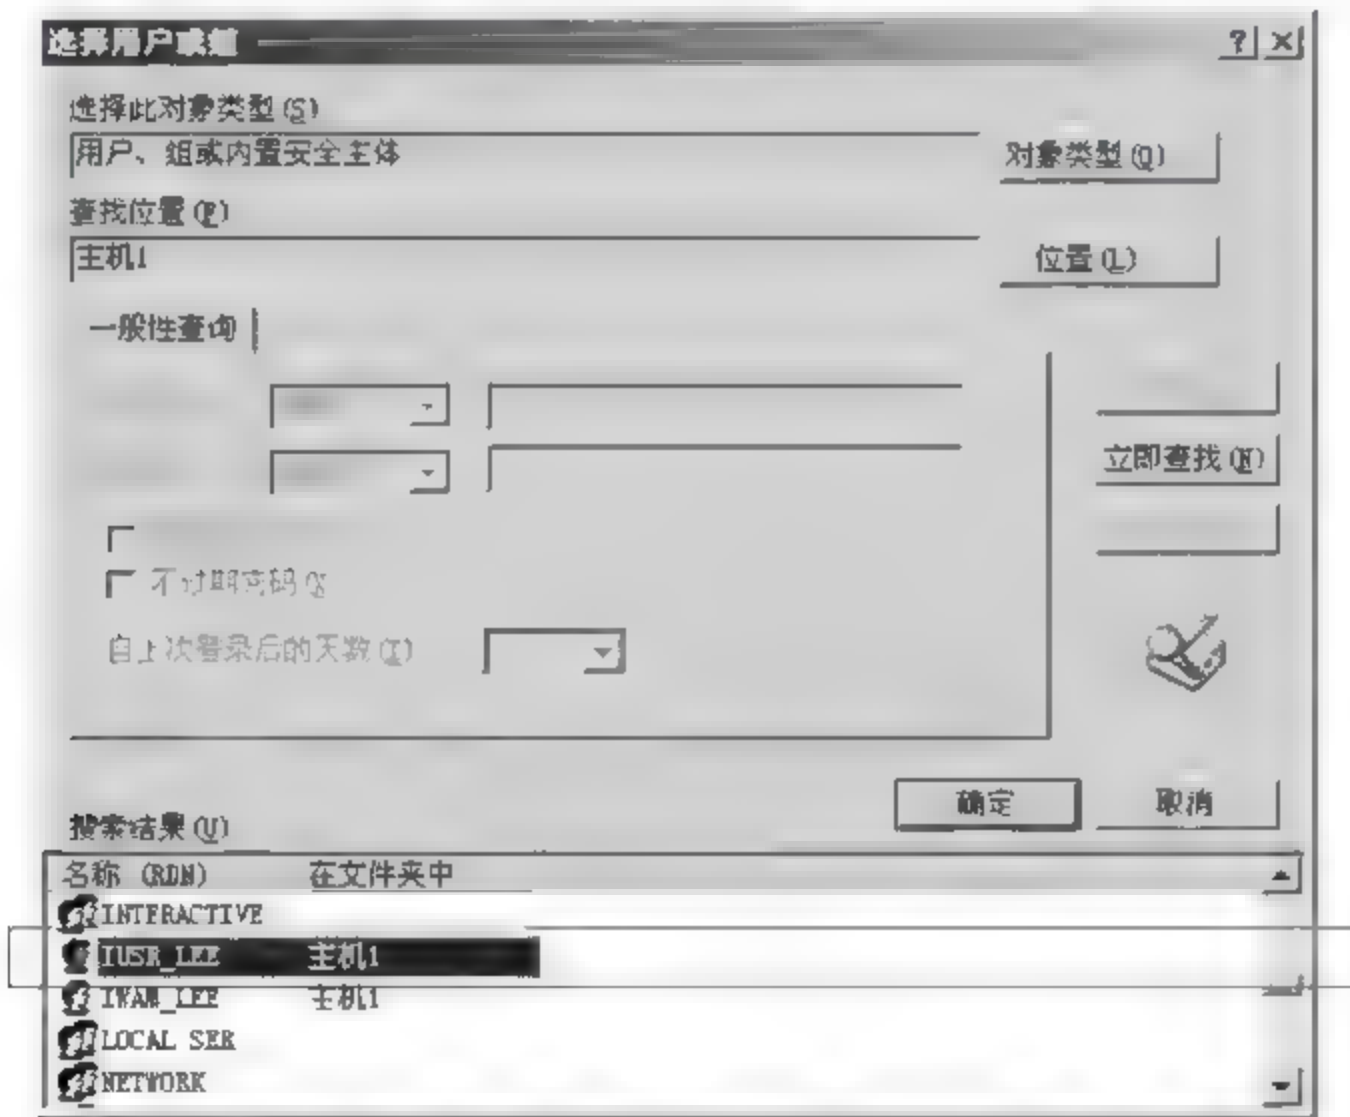 选择用户或组
选择此对象类型(S)
用户、组或内置安全主体
对象类型(O)
查找位置(F)
主机1
位置(L)
一般性查询
立即查找(N)
不过期密码(X
自上次登录后的天数(I)
确定
取消
搜索结果(U)
名称 (RDN) 在文件夹中
INTERACTIVE
IUSR_LEE 主机1
IWAM_LEE 主机1
LOCAL SER
NETWORK